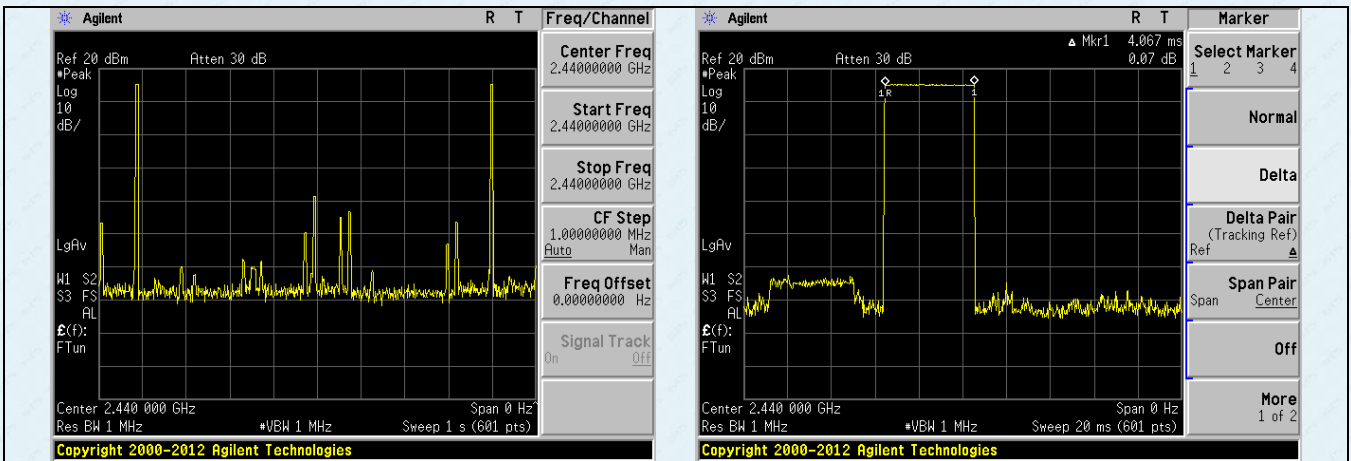 Agilent R T Freq/Channel
Ref 20 dBm Atten 30 dB
#Peak
Log
10
dB/
LgAv
W1 S2
S3 FS
AL
£(f):
FTun
Center 2.440 000 GHz Span 0 Hz^
Res BW 1 MHz #VBW 1 MHz Sweep 1 s (601 pts)
Copyright 2000-2012 Agilent Technologies
Center Freq
2.44000000 GHz
Start Freq
2.44000000 GHz
Stop Freq
2.44000000 GHz
CF Step
1.00000000 MHz
Auto Man
Freq Offset
0.00000000 Hz
Signal Track
On Off
Agilent R T Marker
Δ Mkr1 4.067 ms
Ref 20 dBm Atten 30 dB 0.07 dB
#Peak
Log
10
dB/
1R 1
LgAv
W1 S2
S3 FS
AL
£(f):
FTun
Center 2.440 000 GHz Span 0 Hz
Res BW 1 MHz #VBW 1 MHz Sweep 20 ms (601 pts)
Copyright 2000-2012 Agilent Technologies
Select Marker
1 2 3 4
Normal
Delta
Delta Pair
(Tracking Ref)
Ref Δ
Span Pair
Span Center
Off
More
1 of 2